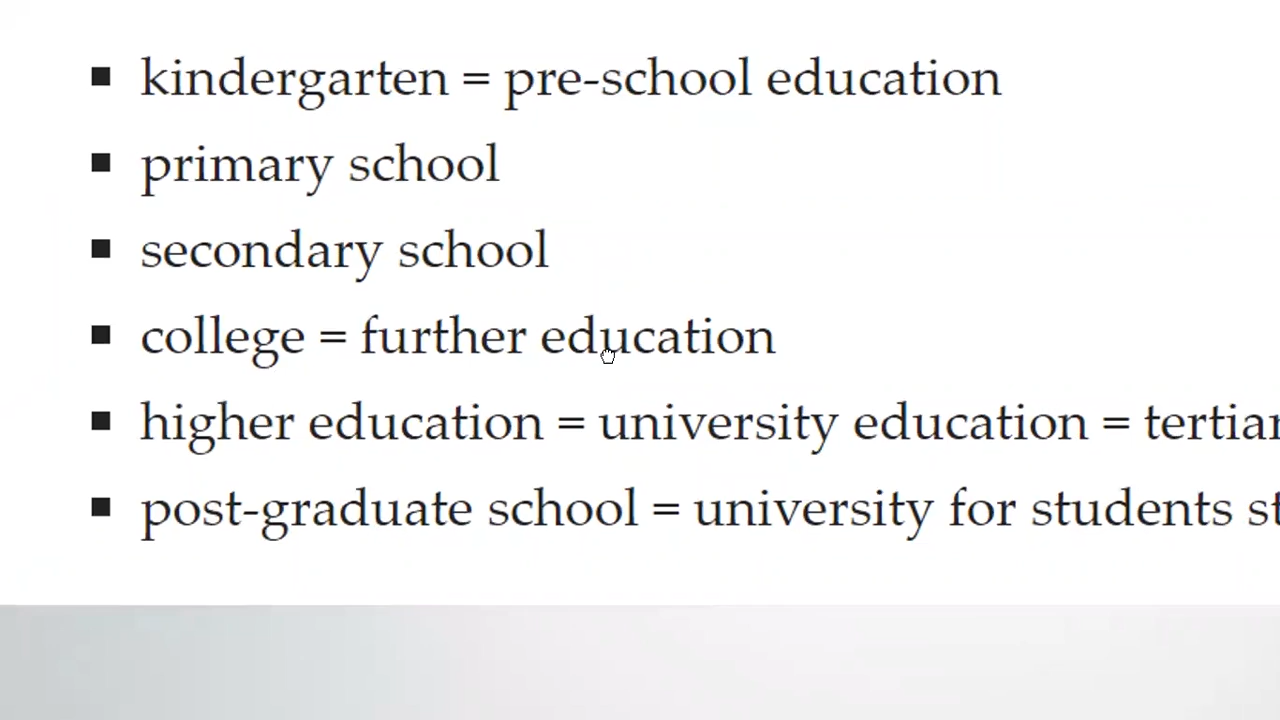 ▪ kindergarten = pre-school education
▪ primary school
▪ secondary school
▪ college = further education
▪ higher education = university education =
▪ post-graduate school = university for students